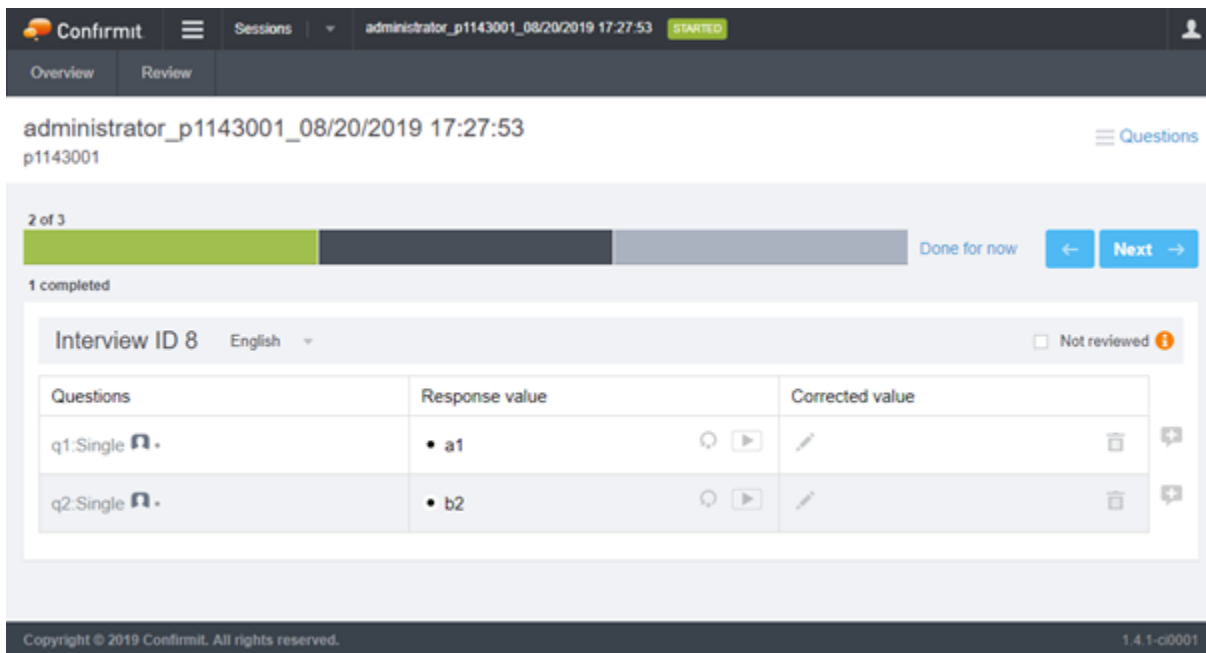 Confirmit Sessions administrator_p1143001_08/20/2019 17:27:53 STARTED
Overview Review
administrator_p1143001_08/20/2019 17:27:53
p1143001
Questions
2 of 3
Done for now ← Next →
1 completed
Interview ID 8 English Not reviewed
Questions Response value Corrected value
q1:Single • a1
q2:Single • b2
Copyright © 2019 Confirmit. All rights reserved. 1.4.1-ci0001